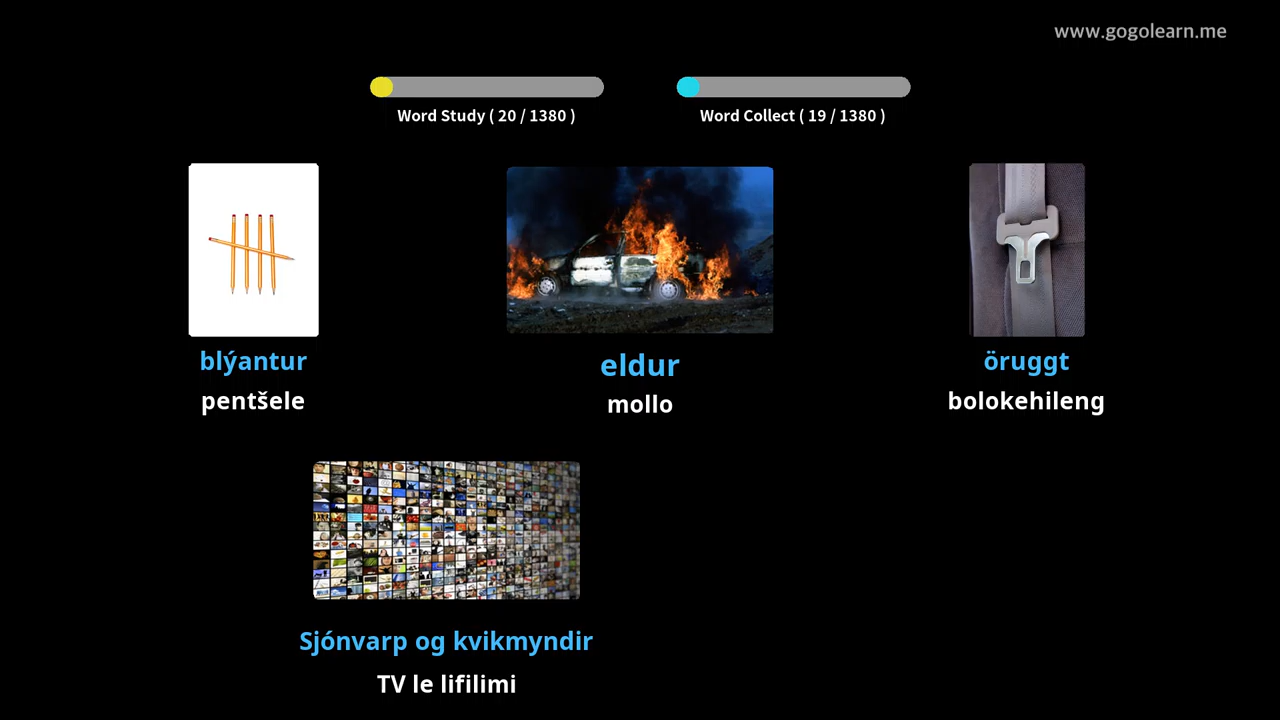 www.gogolearn.me
Word Study ( 20 / 1380 )
Word Collect ( 19 / 1380 )
blýantur
pentšele
eldur
mollo
öruggt
bolokehileng
Sjónvarp og kvikmyndir
TV le lifilimi